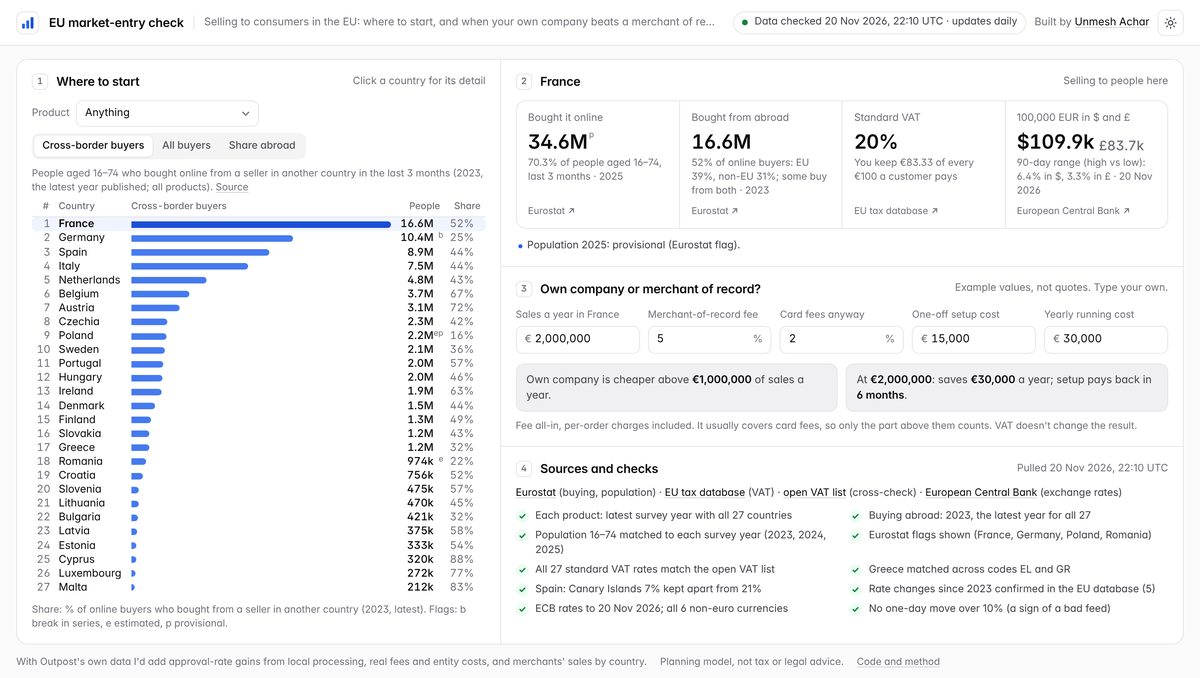 EU market-entry check
Selling to consumers in the EU: where to start, and when your own company beats a merchant of re...
Data checked 20 Nov 2026, 22:10 UTC · updates daily
Built by Unmesh Achar
1 Where to start
Click a country for its detail
Product Anything
Cross-border buyers All buyers Share abroad
People aged 16–74 who bought online from a seller in another country in the last 3 months (2023,
the latest year published; all products). Source
# Country Cross-border buyers People Share
1 France 16.6M 52%
2 Germany 10.4M b 25%
3 Spain 8.9M 44%
4 Italy 7.5M 44%
5 Netherlands 4.8M 43%
6 Belgium 3.7M 67%
7 Austria 3.1M 72%
8 Czechia 2.3M 42%
9 Poland 2.2M ep 16%
10 Sweden 2.1M 36%
11 Portugal 2.0M 57%
12 Hungary 2.0M 46%
13 Ireland 1.9M 63%
14 Denmark 1.5M 44%
15 Finland 1.3M 49%
16 Slovakia 1.2M 43%
17 Greece 1.2M 32%
18 Romania 974k e 22%
19 Croatia 756k 52%
20 Slovenia 475k 57%
21 Lithuania 470k 45%
22 Bulgaria 421k 32%
23 Latvia 375k 58%
24 Estonia 333k 54%
25 Cyprus 320k 88%
26 Luxembourg 272k 77%
27 Malta 212k 83%
Share: % of online buyers who bought from a seller in another country (2023, latest). Flags: b
break in series, e estimated, p provisional.
2 France
Selling to people here
Bought it online
34.6M p
70.3% of people aged 16–74,
last 3 months · 2025
Eurostat ↗
Bought from abroad
16.6M
52% of online buyers: EU
39%, non-EU 31%; some buy
from both · 2023
Eurostat ↗
Standard VAT
20%
You keep €83.33 of every
€100 a customer pays
EU tax database ↗
100,000 EUR in $ and £
$109.9k £83.7k
90-day range (high vs low):
6.4% in $, 3.3% in £ · 20 Nov
2026
European Central Bank ↗
Population 2025: provisional (Eurostat flag).
3 Own company or merchant of record?
Example values, not quotes. Type your own.
Sales a year in France
€ 2,000,000
Merchant-of-record fee
5 %
Card fees anyway
2 %
One-off setup cost
€ 15,000
Yearly running cost
€ 30,000
Own company is cheaper above €1,000,000 of sales a
year.
At €2,000,000: saves €30,000 a year; setup pays back in
6 months.
Fee all-in, per-order charges included. It usually covers card fees, so only the part above them counts. VAT doesn't change the result.
4 Sources and checks
Pulled 20 Nov 2026, 22:10 UTC
Eurostat (buying, population) · EU tax database (VAT) · open VAT list (cross-check) · European Central Bank (exchange rates)
Each product: latest survey year with all 27 countries
Buying abroad: 2023, the latest year for all 27
Population 16–74 matched to each survey year (2023, 2024,
2025)
Eurostat flags shown (France, Germany, Poland, Romania)
All 27 standard VAT rates match the open VAT list
Greece matched across codes EL and GR
Spain: Canary Islands 7% kept apart from 21%
Rate changes since 2023 confirmed in the EU database (5)
ECB rates to 20 Nov 2026; all 6 non-euro currencies
No one-day move over 10% (a sign of a bad feed)
With Outpost's own data I'd add approval-rate gains from local processing, real fees and entity costs, and merchants' sales by country.
Planning model, not tax or legal advice.
Code and method